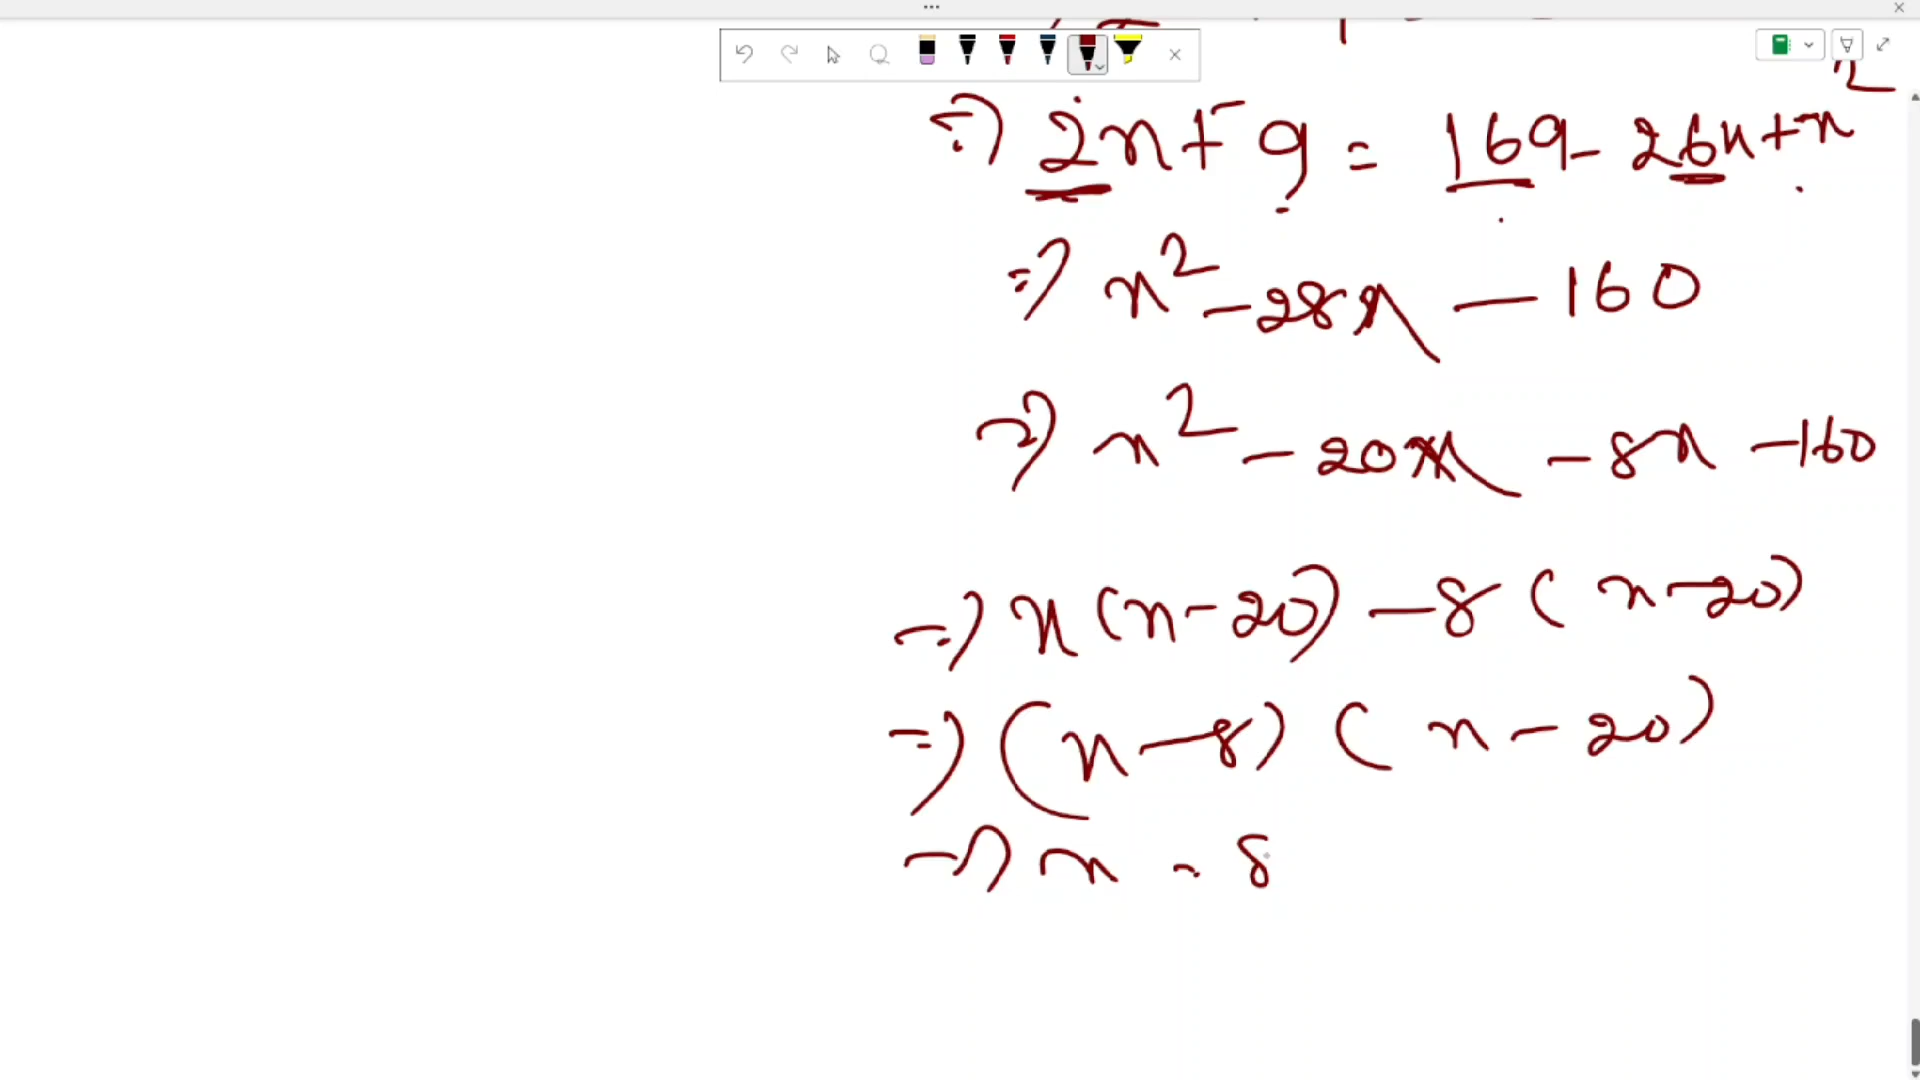 ⇒ 2x + 9 = 169 - 26x + x²
⇒ x² - 28x - 160
⇒ x² - 20x - 8x - 160
⇒ x(x - 20) - 8(x - 20)
⇒ (x - 8)(x - 20)
⇒ x = 8